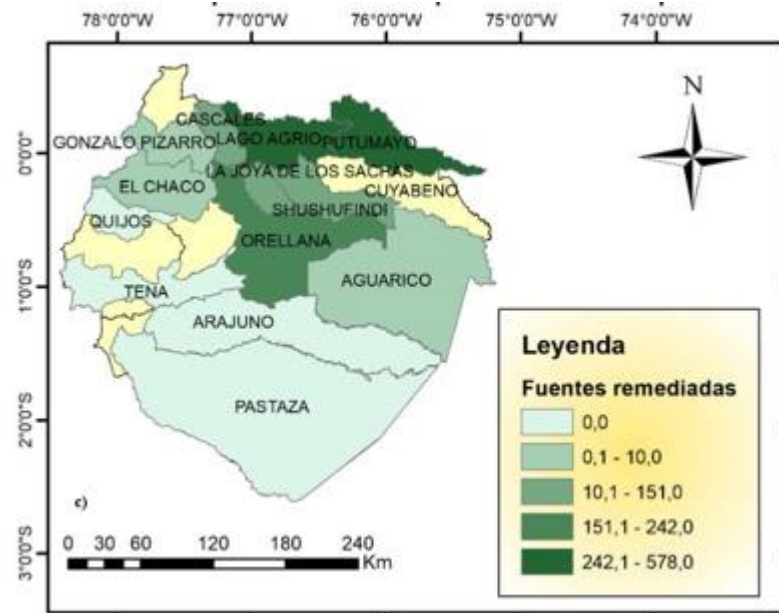 78°0'0"W 77°0'0"W 76°0'0"W 75°0'0"W 74°0'0"W
0°0'0"
1°0'0"S
2°0'0"S
3°0'0"S
N
CASCALES
GONZALO PIZARRO
LAGO AGRIO
PUTUMAYO
LA JOYA DE LOS SACHAS
EL CHACO
CUYABENO
SHUSHUFINDI
QUIJOS
ORELLANA
AGUARICO
TENA
ARAJUNO
PASTAZA
c)
0 30 60 120 180 240
Km
Leyenda
Fuentes remediadas
0,0
0,1 - 10,0
10,1 - 151,0
151,1 - 242,0
242,1 - 578,0